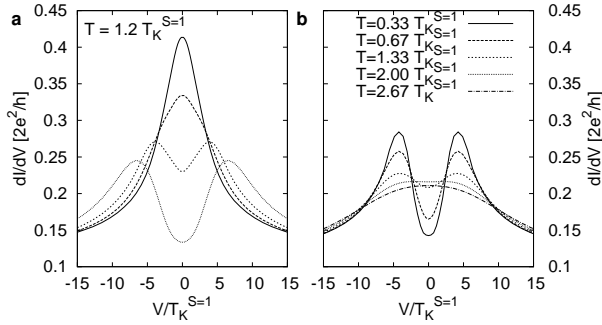 a
T = 1.2 T_K^{S=1}
dI/dV [2e²/h]
0.45
0.4
0.35
0.3
0.25
0.2
0.15
0.1
-15 -10 -5 0 5 10 15
V/T_K^{S=1}
b
T=0.33 T_K^{S=1}
T=0.67 T_K^{S=1}
T=1.33 T_K^{S=1}
T=2.00 T_K^{S=1}
T=2.67 T_K
0.45
0.4
0.35
0.3
0.25
0.2
0.15
0.1
dI/dV [2e²/h]
-15 -10 -5 0 5 10 15
V/T_K^{S=1}